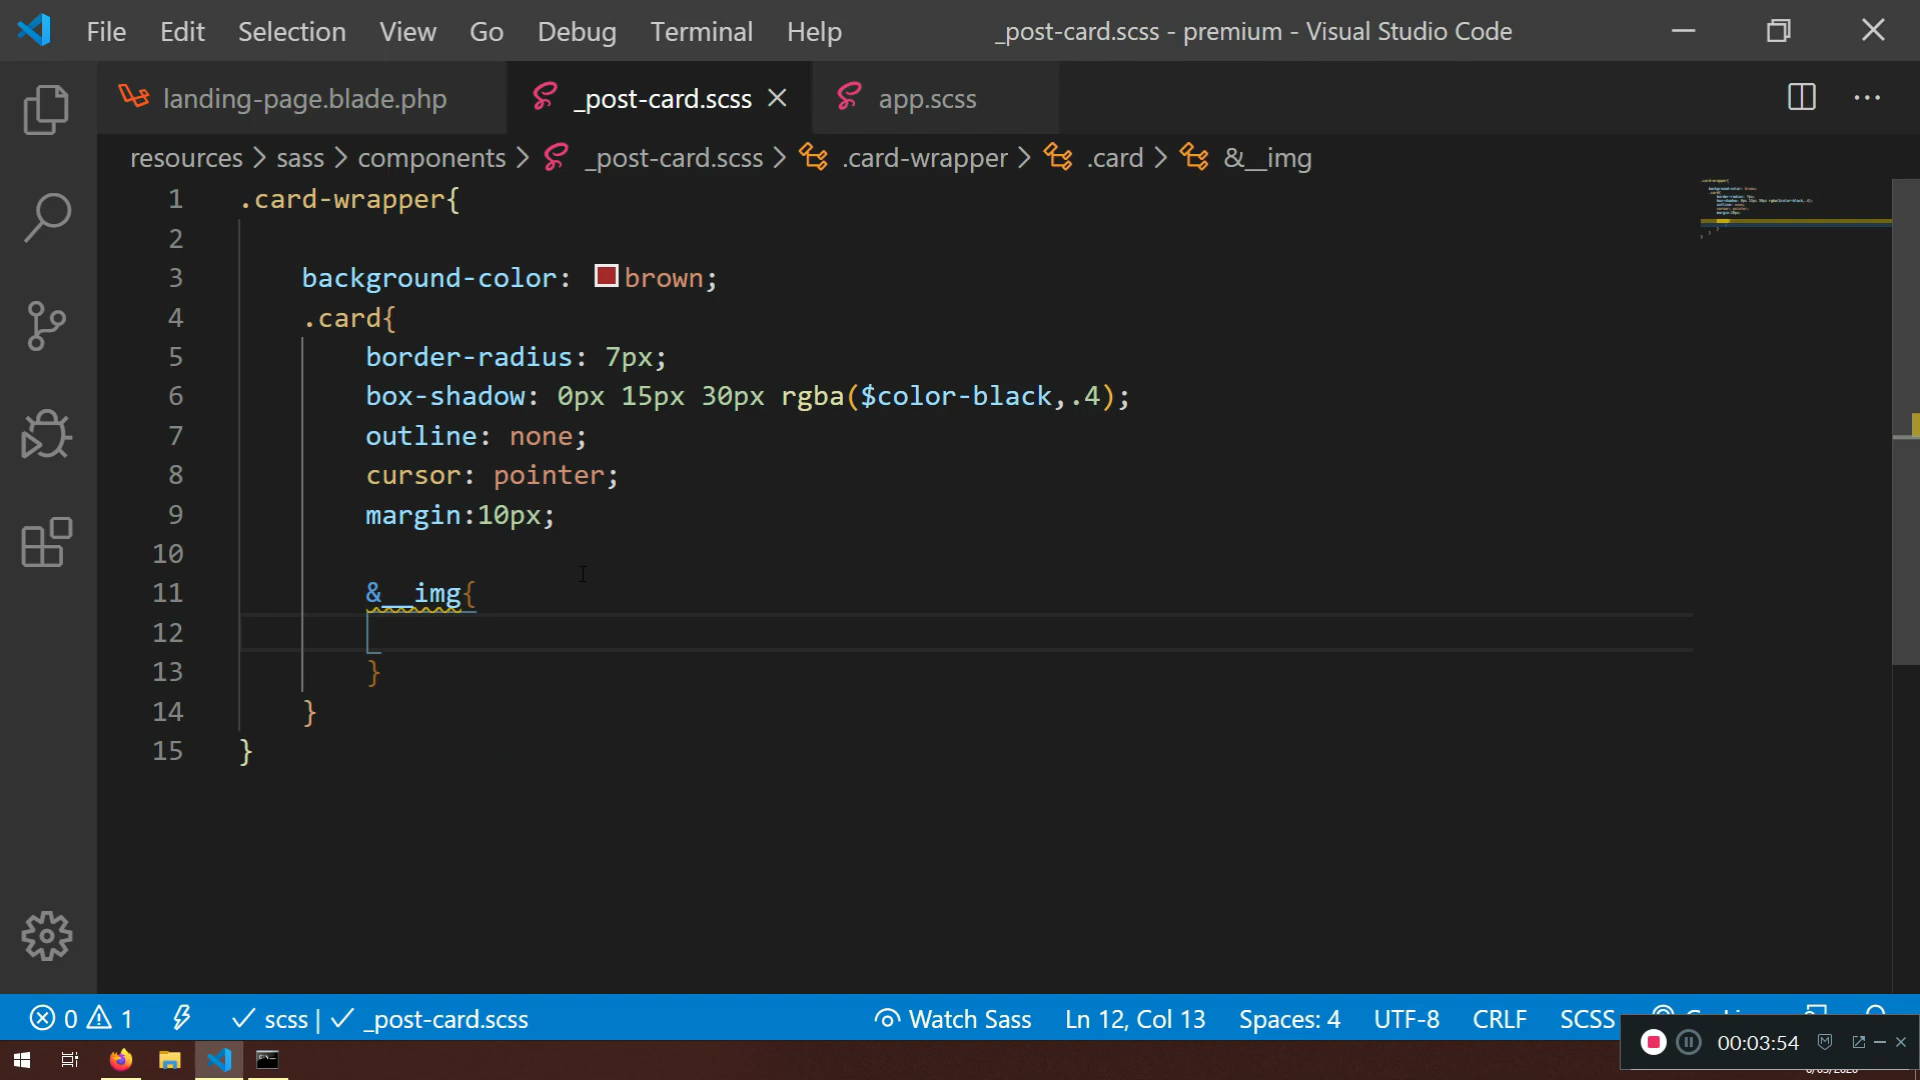 File Edit Selection View Go Debug Terminal Help _post-card.scss - premium - Visual Studio Code
landing-page.blade.php _post-card.scss app.scss
resources > sass > components > _post-card.scss > .card-wrapper > .card > &__img
1 .card-wrapper{
2
3 background-color: brown;
4 .card{
5 border-radius: 7px;
6 box-shadow: 0px 15px 30px rgba($color-black,.4);
7 outline: none;
8 cursor: pointer;
9 margin:10px;
10
11 &__img{
12
13 }
14 }
15 }
0 1 scss | _post-card.scss Watch Sass Ln 12, Col 13 Spaces: 4 UTF-8 CRLF SCSS
00:03:54